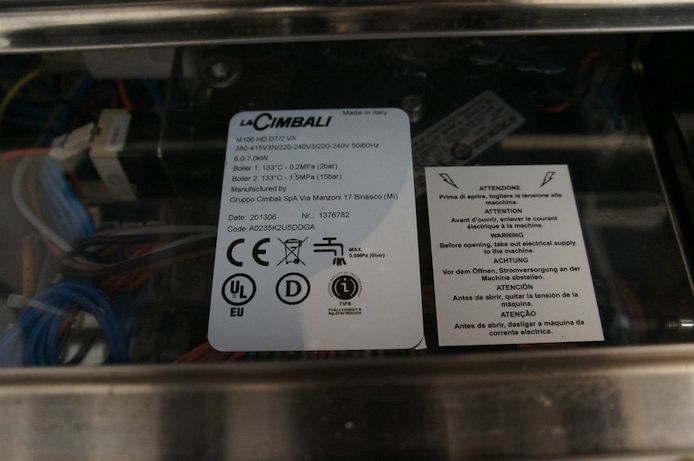 LACIMBALI
Made in Italy
M100 HD DT/2 VA
380-415V3N/220-240V3/220-240V 50/60Hz
6.0-7.0kW
Boiler 1: 133°C - 0,2MPa (2bar)
Boiler 2: 133°C - 1,5MPa (15bar)
Manufactured by
Gruppo Cimbali SpA Via Manzoni 17 Binasco (MI)
Date: 201306 Nr.: 1376782
Code: A0235K2U5DDGA
CE
MAX.
0,6MPa (6bar)
UL
EU
D
i
ATTENZIONE
Prima di aprire, togliere la tensione alla
macchina.
ATTENTION
Avant d'ouvrir, enlever le courant
électrique à la machine.
WARNING
Before opening, take out electrical supply
to the machine.
ACHTUNG
Vor dem Öffnen, Stromversorgung an der
Machine abstellen.
ATENCIÓN
Antes de abrir, quitar la tensión de la
máquina.
ATENÇÃO
Antes de abrir, dasligar a máquina da
corrente electrica.